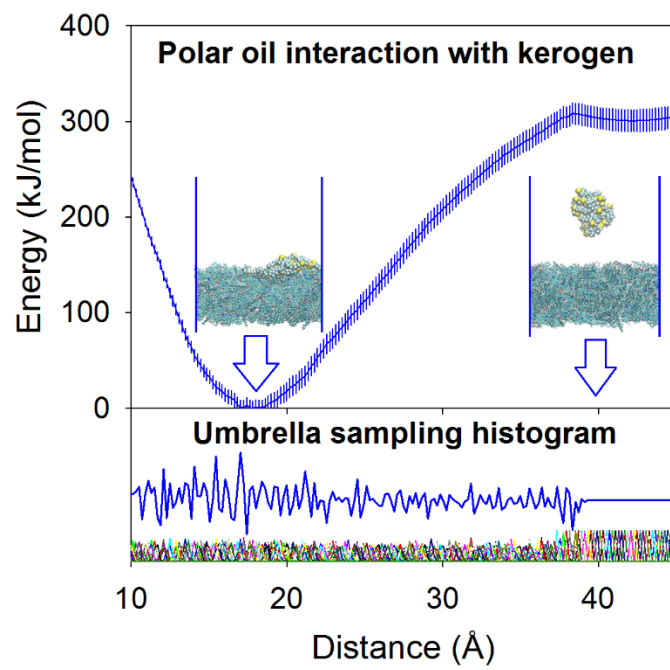 400
Polar oil interaction with kerogen
300
200
100
0
Energy (kJ/mol)
Umbrella sampling histogram
10 20 30 40
Distance (Å)